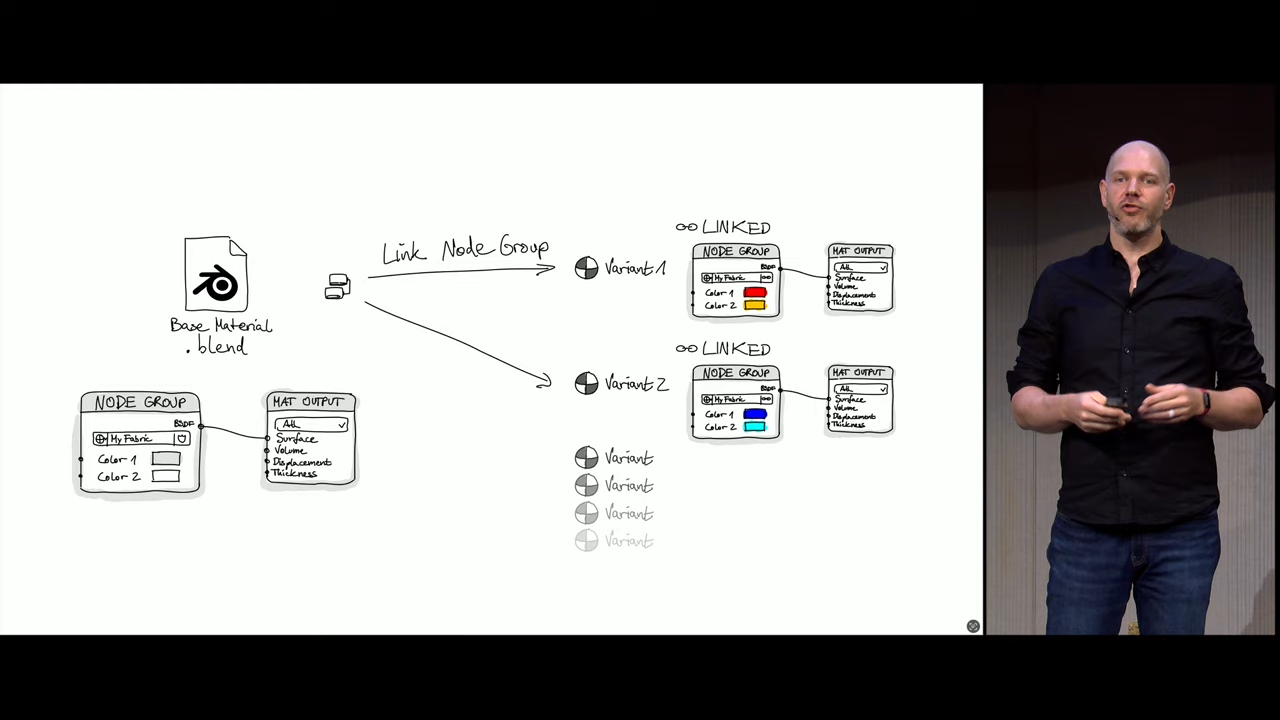 Base Material
.blend
NODE GROUP
BSDF
My Fabric
Color 1
Color 2
MAT OUTPUT
ALL
Surface
Volume
Displacement
Thickness
Link Node Group
Variant 1
LINKED
NODE GROUP
BSDF
My Fabric
Color 1
Color 2
MAT OUTPUT
ALL
Surface
Volume
Displacement
Thickness
Variant 2
LINKED
NODE GROUP
BSDF
My Fabric
Color 1
Color 2
MAT OUTPUT
ALL
Surface
Volume
Displacement
Thickness
Variant
Variant
Variant
Variant